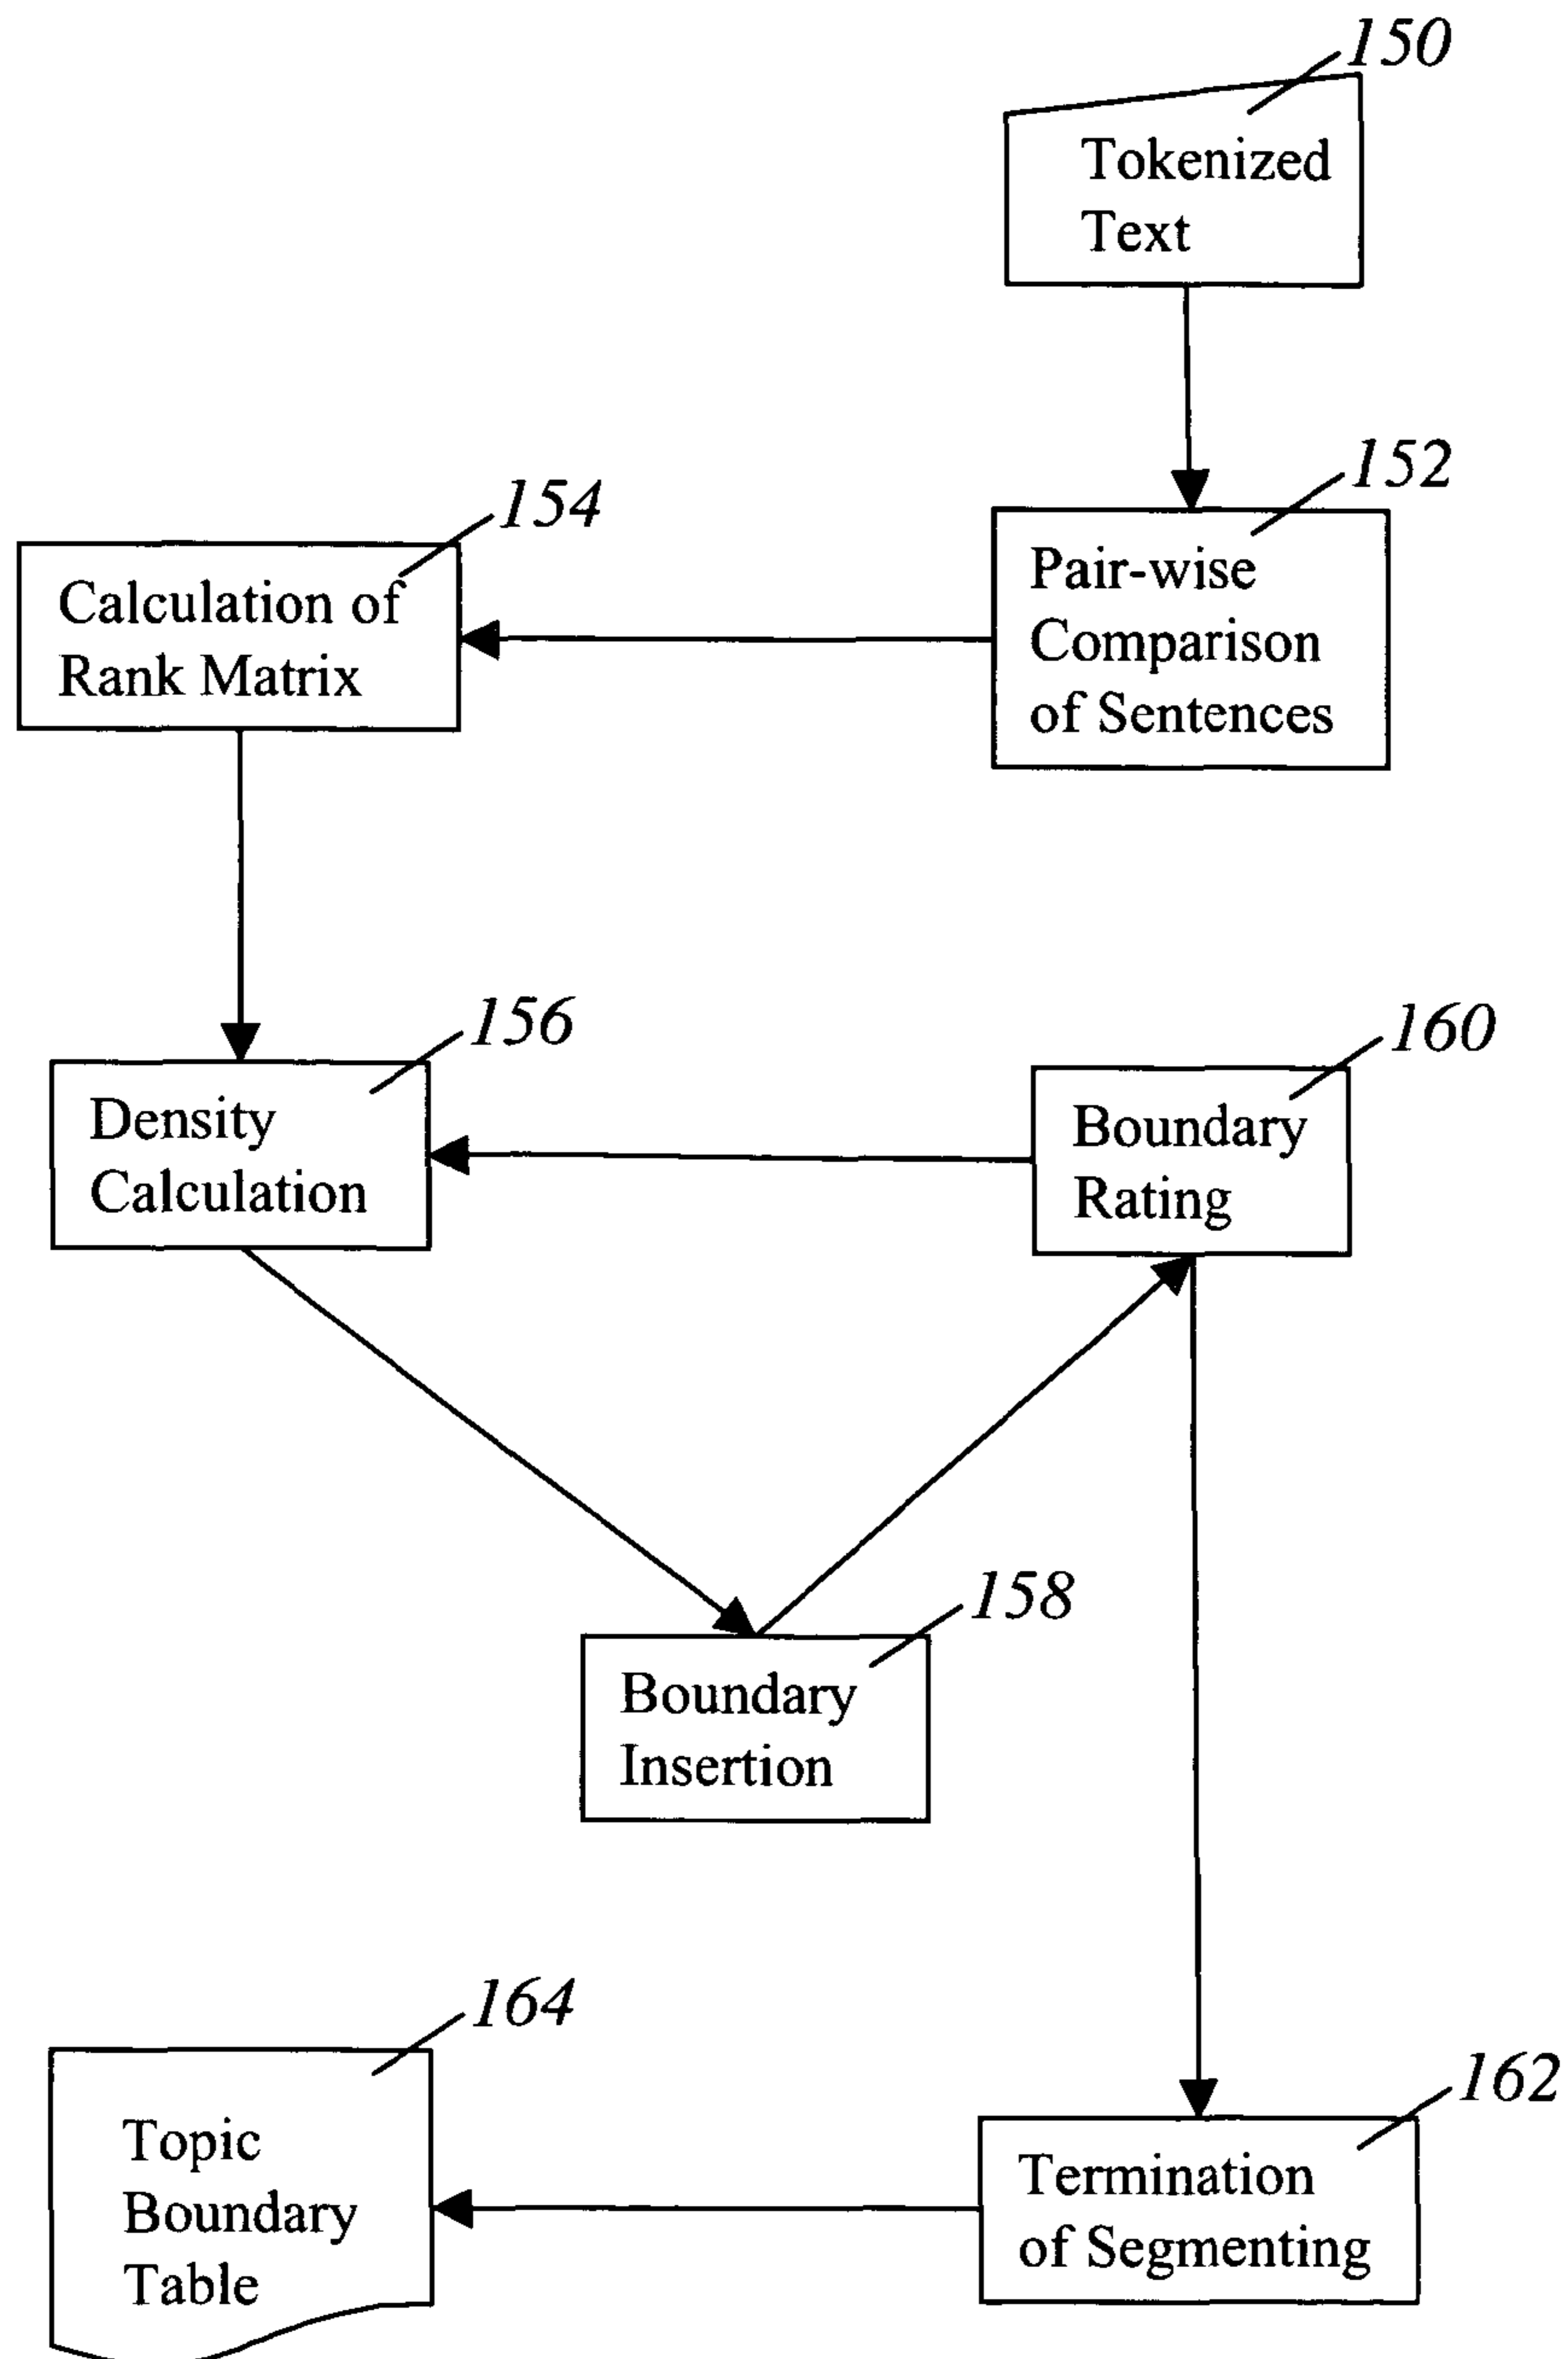 150
Tokenized
Text
152
Pair-wise
Comparison
of Sentences
154
Calculation of
Rank Matrix
156
Density
Calculation
160
Boundary
Rating
158
Boundary
Insertion
162
Termination
of Segmenting
164
Topic
Boundary
Table